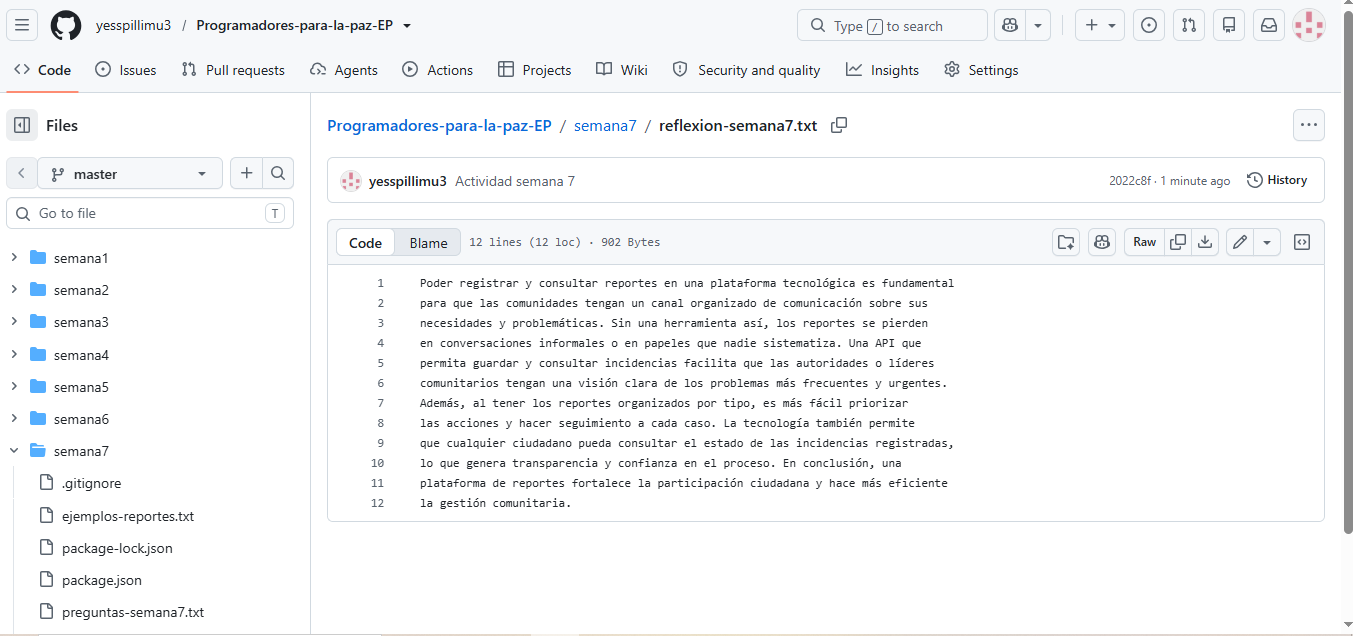 yesspillimu3 / Programadores-para-la-paz-EP
Type / to search
Code
Issues
Pull requests
Agents
Actions
Projects
Wiki
Security and quality
Insights
Settings
Files
master
Go to file
T
semana1
semana2
semana3
semana4
semana5
semana6
semana7
.gitignore
ejemplos-reportes.txt
package-lock.json
package.json
preguntas-semana7.txt
Programadores-para-la-paz-EP / semana7 / reflexion-semana7.txt
yesspillimu3 Actividad semana 7
2022c8f · 1 minute ago
History
Code Blame 12 lines (12 loc) · 902 Bytes
Raw
1 Poder registrar y consultar reportes en una plataforma tecnológica es fundamental
2 para que las comunidades tengan un canal organizado de comunicación sobre sus
3 necesidades y problemáticas. Sin una herramienta así, los reportes se pierden
4 en conversaciones informales o en papeles que nadie sistematiza. Una API que
5 permita guardar y consultar incidencias facilita que las autoridades o líderes
6 comunitarios tengan una visión clara de los problemas más frecuentes y urgentes.
7 Además, al tener los reportes organizados por tipo, es más fácil priorizar
8 las acciones y hacer seguimiento a cada caso. La tecnología también permite
9 que cualquier ciudadano pueda consultar el estado de las incidencias registradas,
10 lo que genera transparencia y confianza en el proceso. En conclusión, una
11 plataforma de reportes fortalece la participación ciudadana y hace más eficiente
12 la gestión comunitaria.